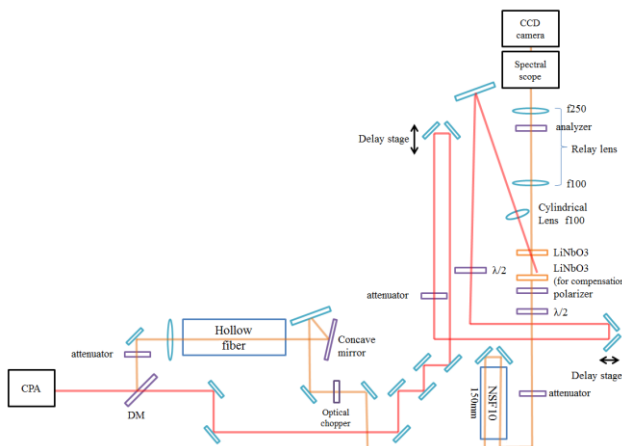 CCD
camera
Spectral
scope
f250
analyzer
Relay lens
f100
Delay stage
Cylindrical
Lens f100
LiNbO3
LiNbO3
(for compensation
polarizer
λ/2
λ/2
attenuator
Hollow
fiber
Concave
mirror
attenuator
CPA
DM
Optical
chopper
NSF10
150mm
attenuator
Delay stage